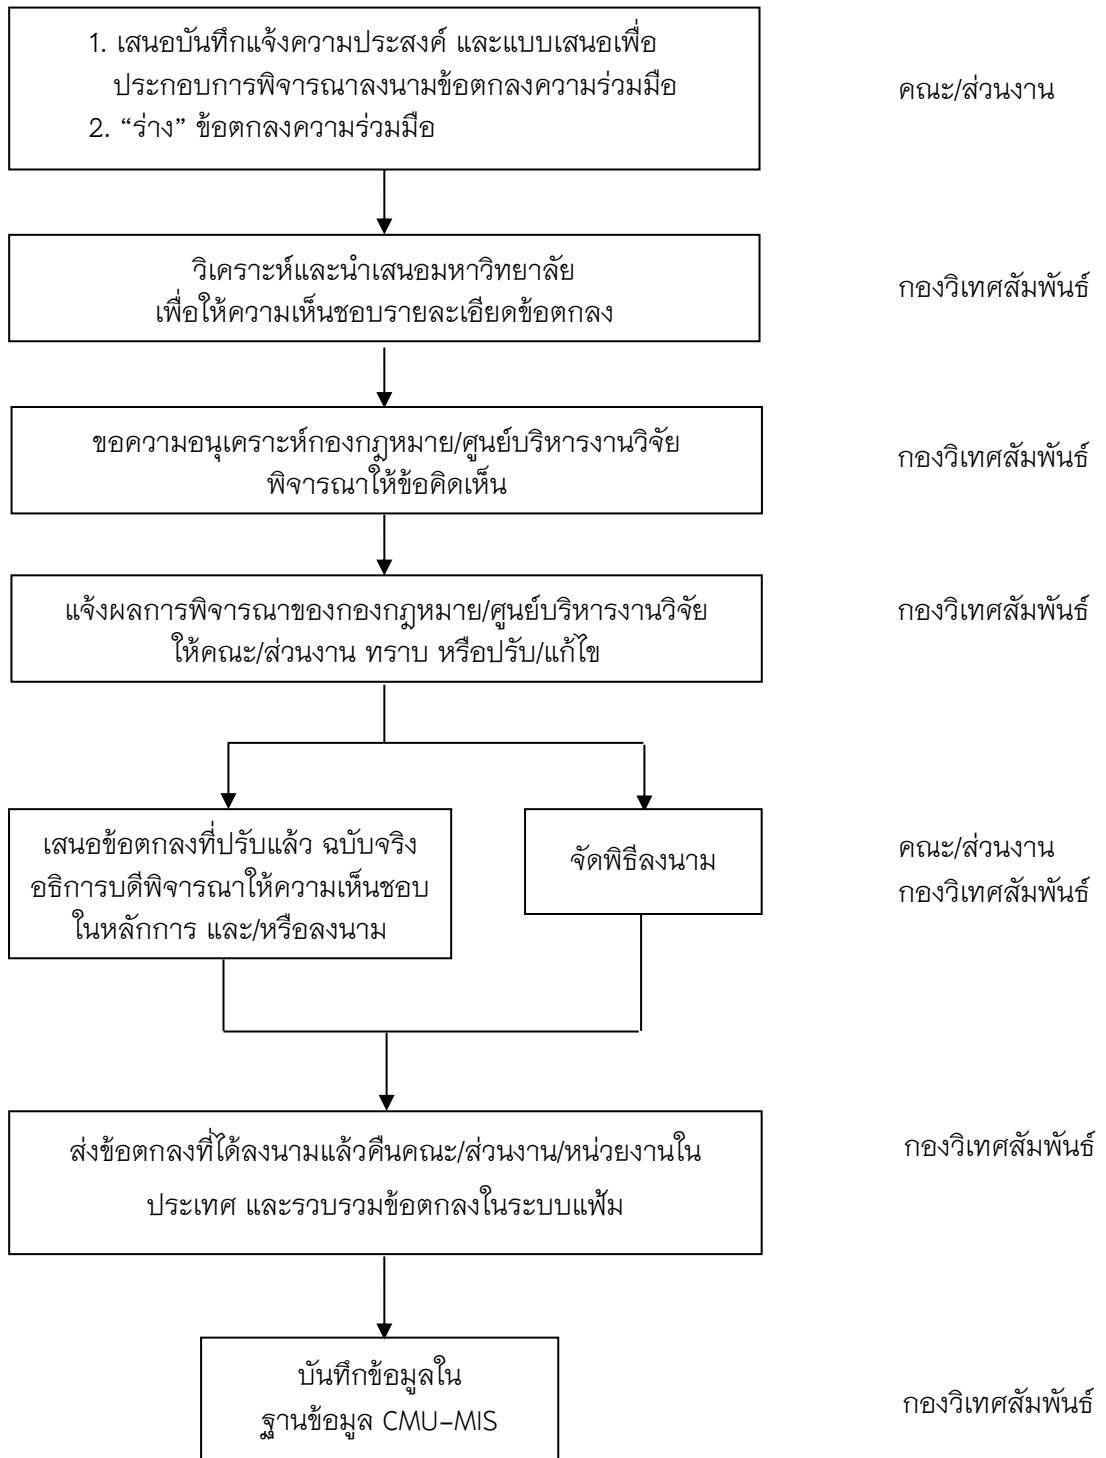 1. เสนอบันทึกแจ้งความประสงค์ และแบบเสนอเพื่อ
ประกอบการพิจารณาลงนามข้อตกลงความร่วมมือ
2. “ร่าง” ข้อตกลงความร่วมมือ
คณะ/ส่วนงาน
วิเคราะห์และนำเสนอมหาวิทยาลัย
เพื่อให้ความเห็นชอบรายละเอียดข้อตกลง
กองวิเทศสัมพันธ์
ขอความอนุเคราะห์กองกฎหมาย/ศูนย์บริหารงานวิจัย
พิจารณาให้ข้อคิดเห็น
กองวิเทศสัมพันธ์
แจ้งผลการพิจารณาของกองกฎหมาย/ศูนย์บริหารงานวิจัย
ให้คณะ/ส่วนงาน ทราบ หรือปรับ/แก้ไข
กองวิเทศสัมพันธ์
เสนอข้อตกลงที่ปรับแล้ว ฉบับจริง
อธิการบดีพิจารณาให้ความเห็นชอบ
ในหลักการ และ/หรือลงนาม
จัดพิธีลงนาม
คณะ/ส่วนงาน
กองวิเทศสัมพันธ์
ส่งข้อตกลงที่ได้ลงนามแล้วคืนคณะ/ส่วนงาน/หน่วยงานใน
ประเทศ และรวบรวมข้อตกลงในระบบแฟ้ม
กองวิเทศสัมพันธ์
บันทึกข้อมูลใน
ฐานข้อมูล CMU-MIS
กองวิเทศสัมพันธ์